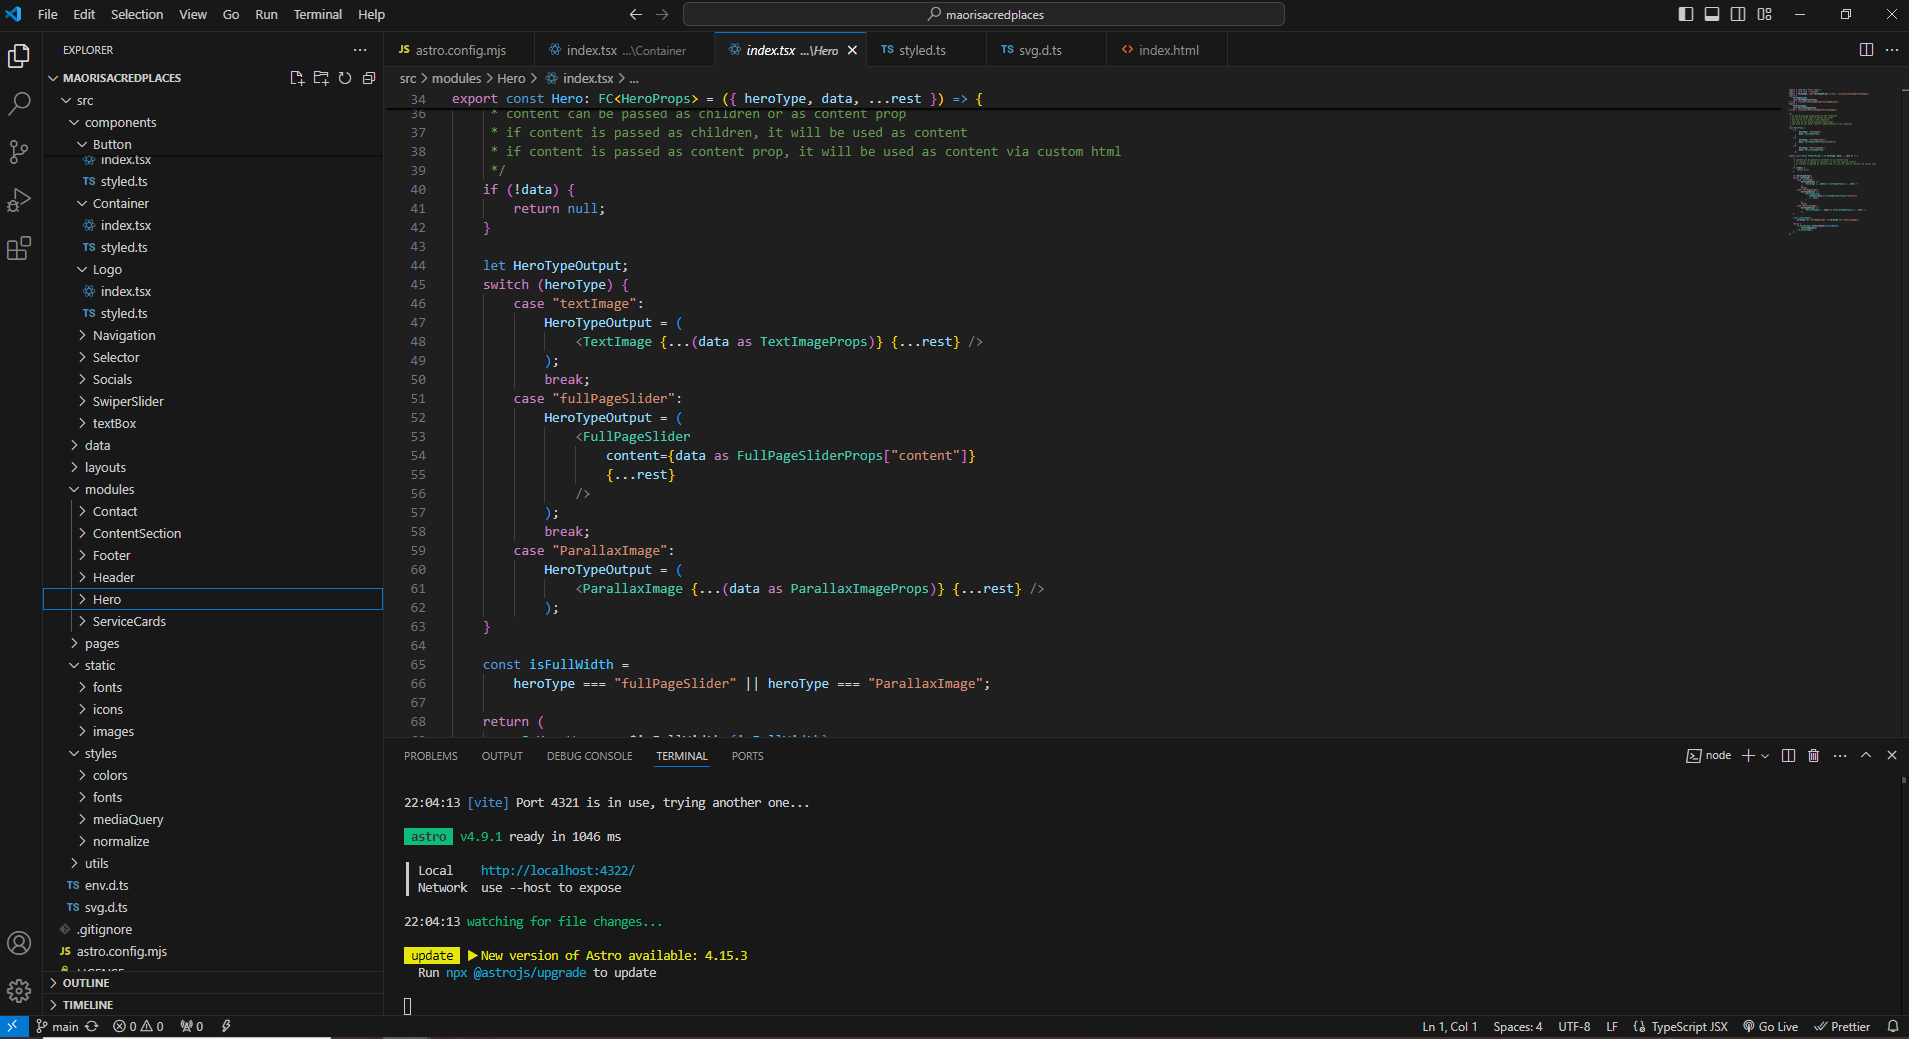 File Edit Selection View Go Run Terminal Help
maorisacredplaces
EXPLORER
MAORISACREDPLACES
src
components
Button
index.tsx
TS styled.ts
Container
index.tsx
TS styled.ts
Logo
index.tsx
TS styled.ts
Navigation
Selector
Socials
SwiperSlider
textBox
data
layouts
modules
Contact
ContentSection
Footer
Header
Hero
ServiceCards
pages
static
fonts
icons
images
styles
colors
fonts
mediaQuery
normalize
utils
TS env.d.ts
TS svg.d.ts
.gitignore
JS astro.config.mjs
LICENSE
OUTLINE
TIMELINE
JS astro.config.mjs
index.tsx ...\Container
index.tsx ...\Hero
TS styled.ts
TS svg.d.ts
<> index.html
src > modules > Hero > index.tsx > ...
34 export const Hero: FC<HeroProps> = ({ heroType, data, ...rest }) => {
36 * content can be passed as children or as content prop
37 * if content is passed as children, it will be used as content
38 * if content is passed as content prop, it will be used as content via custom html
39 */
40 if (!data) {
41 return null;
42 }
43
44 let HeroTypeOutput;
45 switch (heroType) {
46 case "textImage":
47 HeroTypeOutput = (
48 <TextImage {...(data as TextImageProps)} {...rest} />
49 );
50 break;
51 case "fullPageSlider":
52 HeroTypeOutput = (
53 <FullPageSlider
54 content={data as FullPageSliderProps["content"]}
55 {...rest}
56 />
57 );
58 break;
59 case "ParallaxImage":
60 HeroTypeOutput = (
61 <ParallaxImage {...(data as ParallaxImageProps)} {...rest} />
62 );
63 }
64
65 const isFullWidth =
66 heroType === "fullPageSlider" || heroType === "ParallaxImage";
67
68 return (
PROBLEMS OUTPUT DEBUG CONSOLE TERMINAL PORTS
node
22:04:13 [vite] Port 4321 is in use, trying another one...
astro v4.9.1 ready in 1046 ms
Local http://localhost:4322/
Network use --host to expose
22:04:13 watching for file changes...
update ▶New version of Astro available: 4.15.3
Run npx @astrojs/upgrade to update
main 0 0 0
Ln 1, Col 1 Spaces: 4 UTF-8 LF {} TypeScript JSX Go Live Prettier